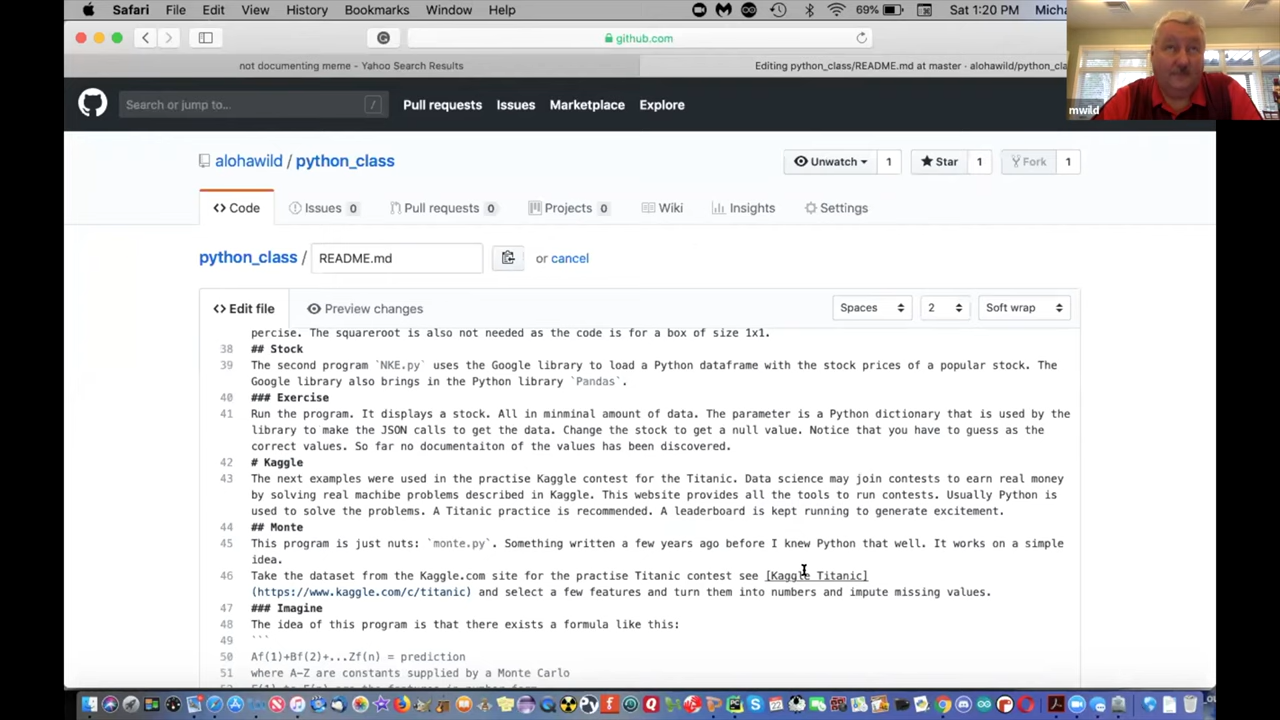 Safari File Edit View History Bookmarks Window Help 69% Sat 1:20 PM Micha
github.com
not documenting meme - Yahoo Search Results Editing python_class/README.md at master · alohawild/python_cla
Search or jump to... / Pull requests Issues Marketplace Explore
mwild
alohawild / python_class Unwatch 1 Star 1 Fork 1
<> Code Issues 0 Pull requests 0 Projects 0 Wiki Insights Settings
python_class / README.md or cancel
<> Edit file Preview changes Spaces 2 Soft wrap
percise. The squareroot is also not needed as the code is for a box of size 1x1.
38 ## Stock
39 The second program `NKE.py` uses the Google library to load a Python dataframe with the stock prices of a popular stock. The
Google library also brings in the Python library `Pandas`.
40 ### Exercise
41 Run the program. It displays a stock. All in minminal amount of data. The parameter is a Python dictionary that is used by the
library to make the JSON calls to get the data. Change the stock to get a null value. Notice that you have to guess as the
correct values. So far no documentaiton of the values has been discovered.
42 # Kaggle
43 The next examples were used in the practise Kaggle contest for the Titanic. Data science may join contests to earn real money
by solving real machibe problems described in Kaggle. This website provides all the tools to run contests. Usually Python is
used to solve the problems. A Titanic practice is recommended. A leaderboard is kept running to generate excitement.
44 ## Monte
45 This program is just nuts: `monte.py`. Something written a few years ago before I knew Python that well. It works on a simple
idea.
46 Take the dataset from the Kaggle.com site for the practise Titanic contest see [Kaggle Titanic]
(https://www.kaggle.com/c/titanic) and select a few features and turn them into numbers and impute missing values.
47 ### Imagine
48 The idea of this program is that there exists a formula like this:
49 ```
50 Af(1)+Bf(2)+...Zf(n) = prediction
51 where A-Z are constants supplied by a Monte Carlo